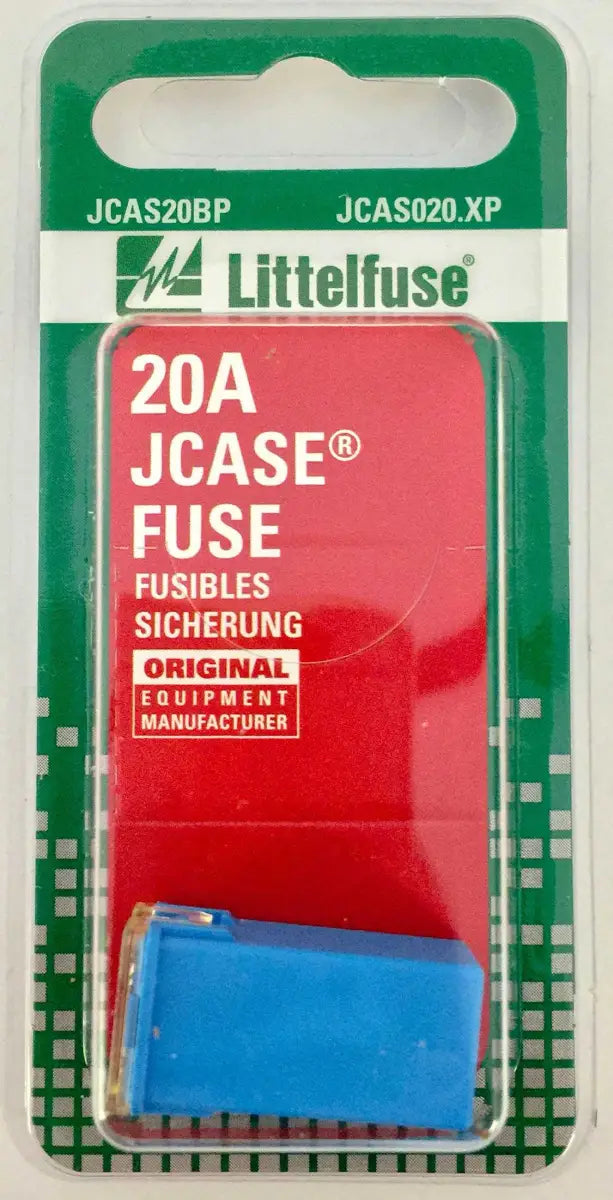 JCAS20BP JCAS020.XP
Littelfuse®
20A
JCASE®
FUSE
FUSIBLES
SICHERUNG
ORIGINAL
EQUIPMENT
MANUFACTURER